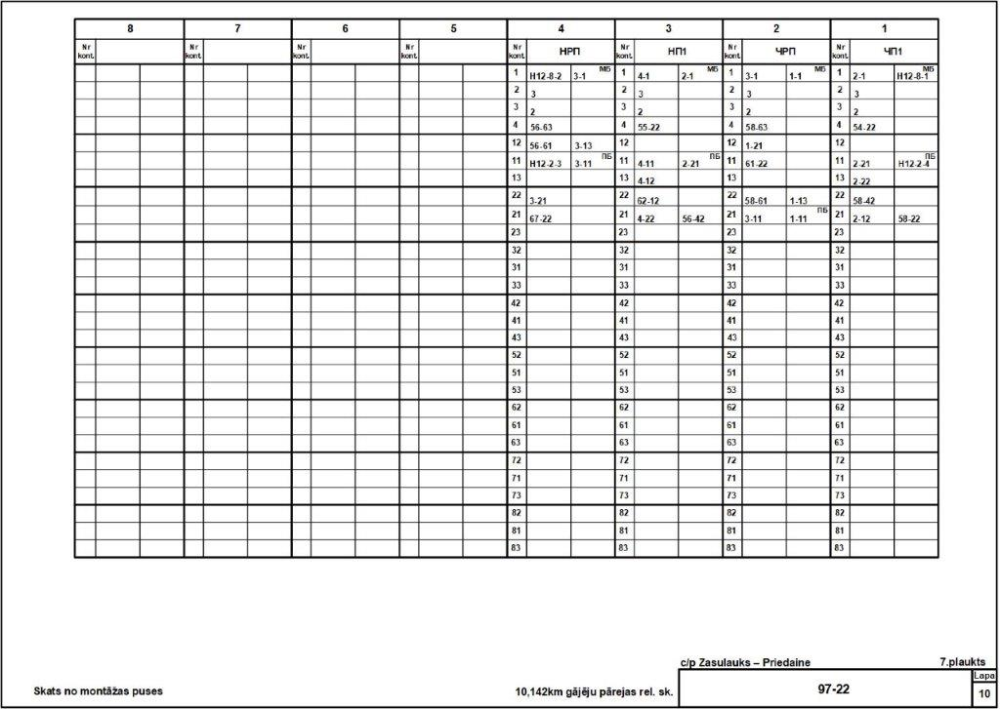 8 7 6 5 4 3 2 1
Nr kont. Nr kont. Nr kont. Nr kont. Nr kont. НРП Nr kont. НП1 Nr kont. ЧРП Nr kont. ЧП1
1 Н12-8-2 3-1 МБ 1 4-1 2-1 МБ 1 3-1 1-1 МБ 1 2-1 Н12-8-1 МБ
2 3 2 3 2 3 2 3
3 2 3 2 3 2 3 2
4 56-63 4 55-22 4 58-63 4 54-22
12 56-61 3-13 12 12 1-21 12
11 Н12-2-3 3-11 ПБ 11 4-11 2-21 ПБ 11 61-22 11 2-21 Н12-2-4 ПБ
13 13 4-12 13 13 2-22
22 3-21 22 62-12 22 58-61 1-13 22 58-42
21 67-22 21 4-22 56-42 21 3-11 1-11 ПБ 21 2-12 58-22
23 23 23 23
32 32 32 32
31 31 31 31
33 33 33 33
42 42 42 42
41 41 41 41
43 43 43 43
52 52 52 52
51 51 51 51
53 53 53 53
62 62 62 62
61 61 61 61
63 63 63 63
72 72 72 72
71 71 71 71
73 73 73 73
82 82 82 82
81 81 81 81
83 83 83 83
c/p Zasulauks – Priedaine 7.plaukts
Skats no montāžas puses 10,142km gājēju pārejas rel. sk. 97-22 Lapa
10